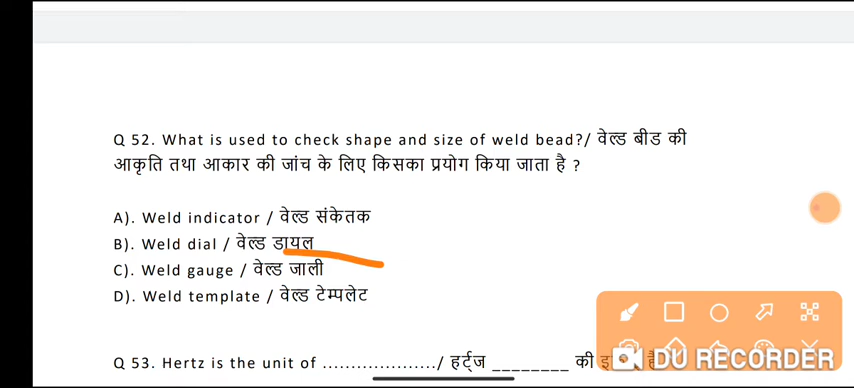 Q 52. What is used to check shape and size of weld bead?/ वेल्ड बीड की
आकृति तथा आकार की जांच के लिए किसका प्रयोग किया जाता है ?
A). Weld indicator / वेल्ड संकेतक
B). Weld dial / वेल्ड डायल
C). Weld gauge / वेल्ड जाली
D). Weld template / वेल्ड टेम्पलेट
Q 53. Hertz is the unit of ...................../ हर्ट्ज ________ की
DU RECORDER